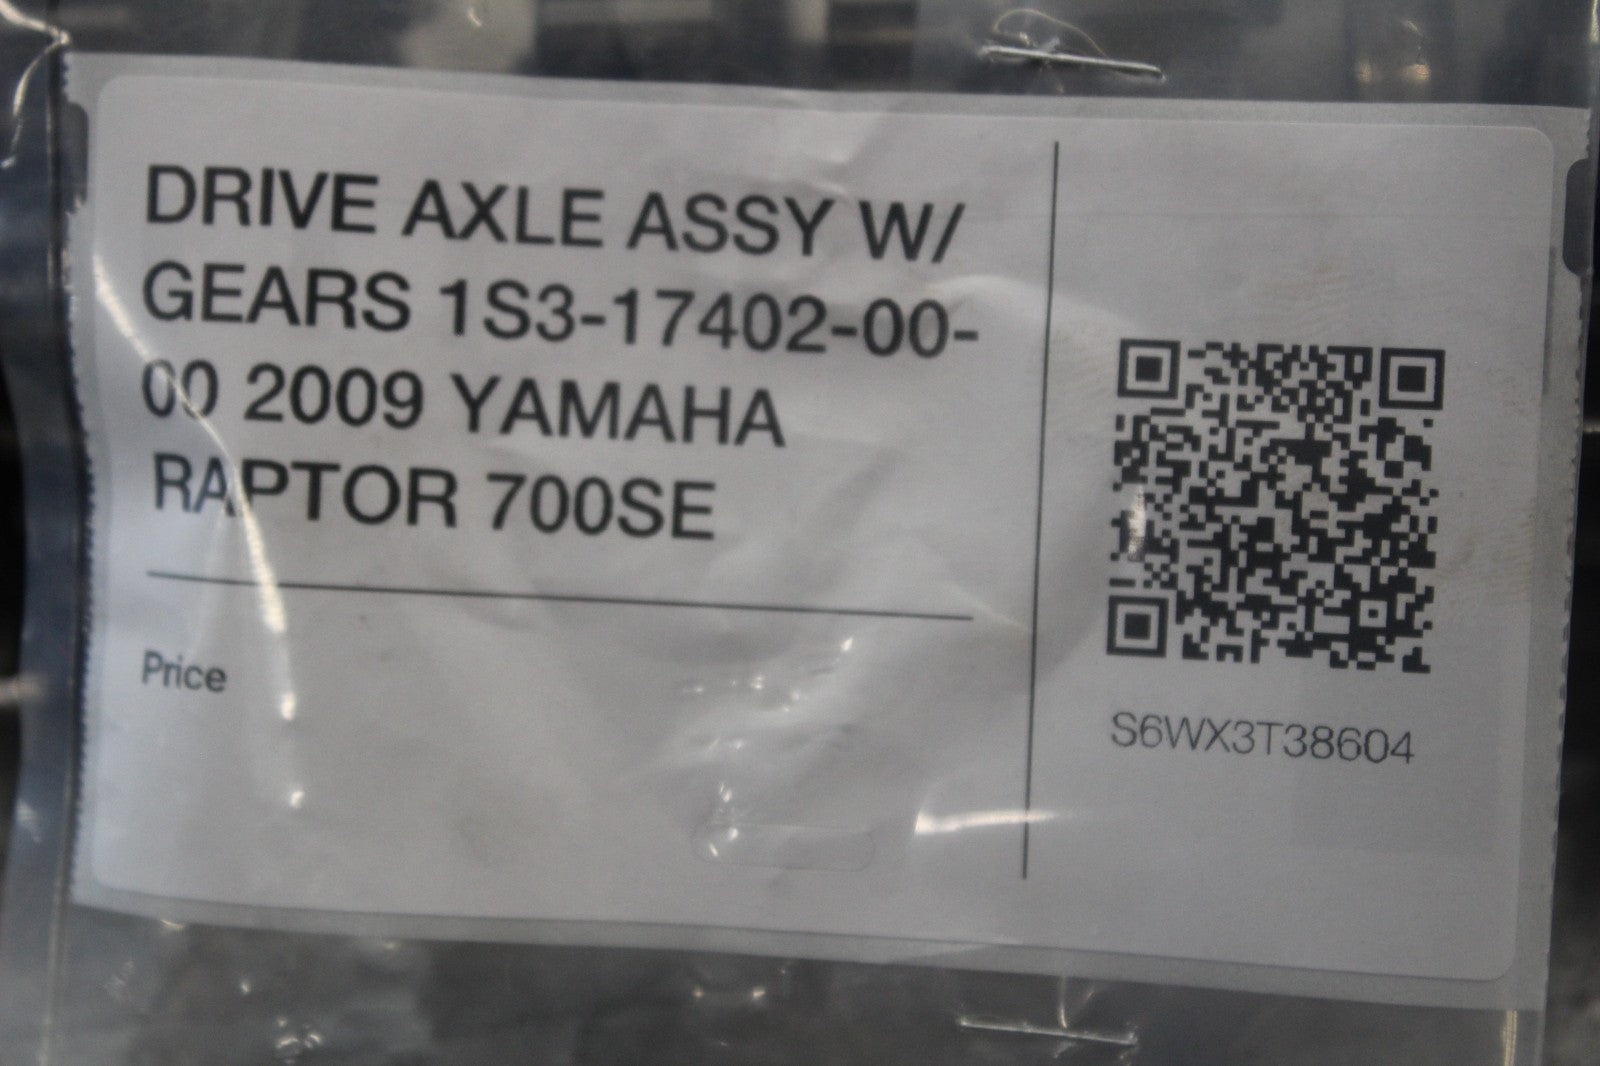 DRIVE AXLE ASSY W/
GEARS 1S3-17402-00-
00 2009 YAMAHA
RAPTOR 700SE
Price
S6WX3T38604